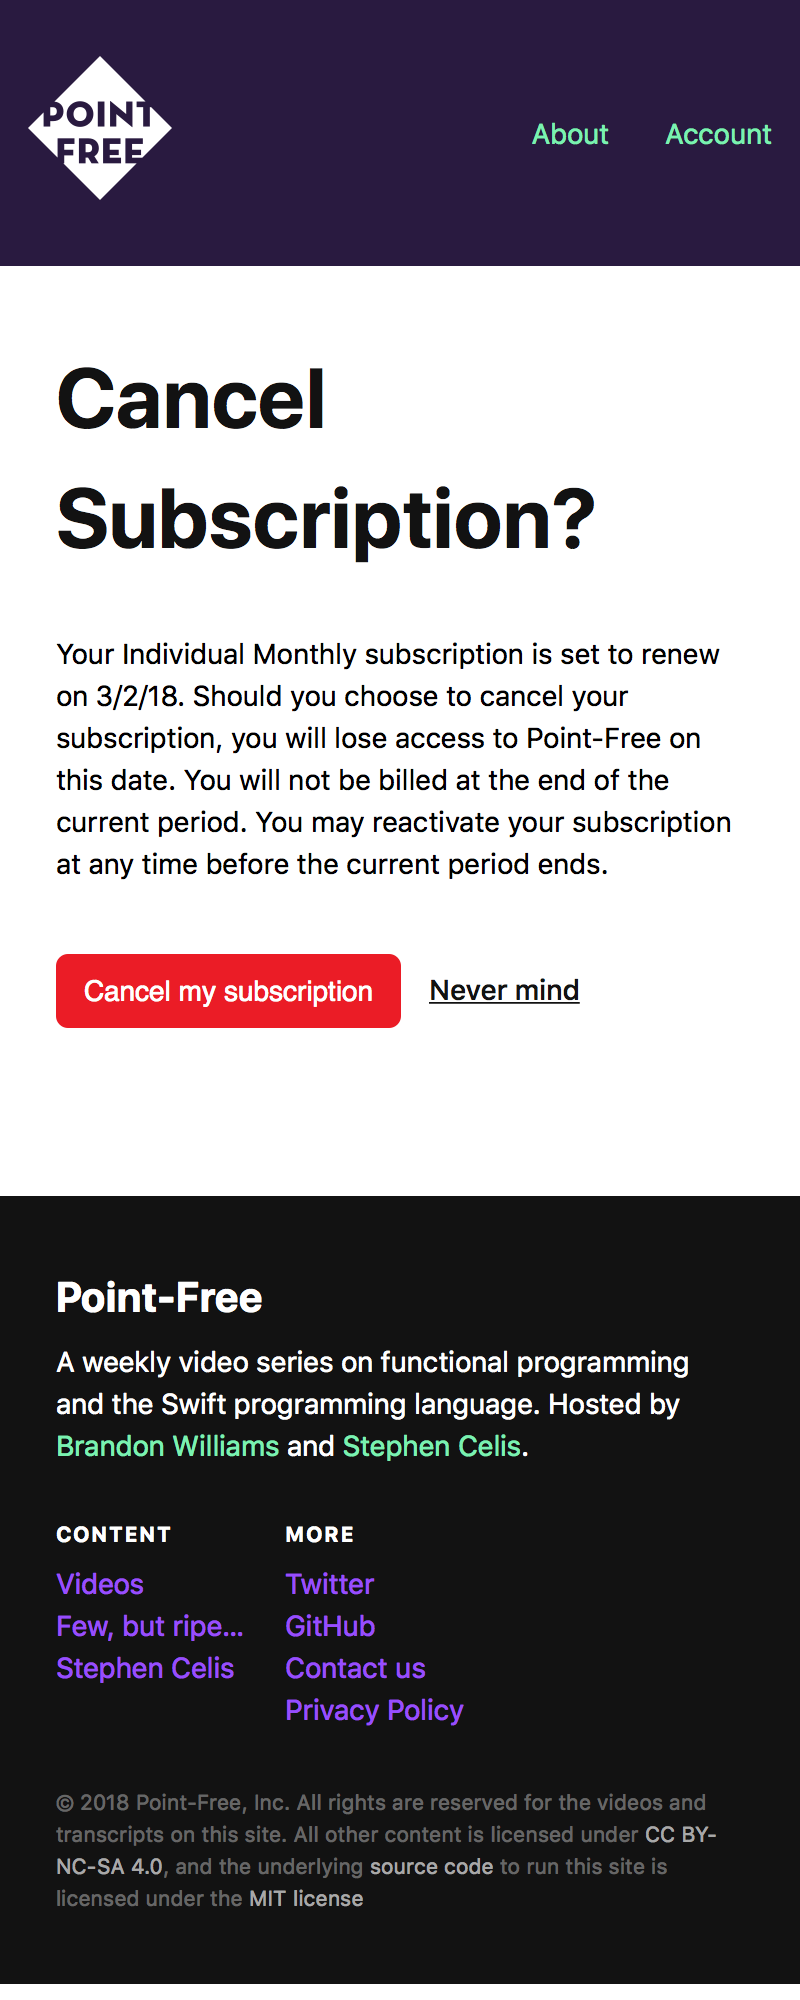 POINT
FREE
About Account
Cancel
Subscription?
Your Individual Monthly subscription is set to renew
on 3/2/18. Should you choose to cancel your
subscription, you will lose access to Point-Free on
this date. You will not be billed at the end of the
current period. You may reactivate your subscription
at any time before the current period ends.
Cancel my subscription Never mind
Point-Free
A weekly video series on functional programming
and the Swift programming language. Hosted by
Brandon Williams and Stephen Celis.
CONTENT
Videos
Few, but ripe...
Stephen Celis
MORE
Twitter
GitHub
Contact us
Privacy Policy
© 2018 Point-Free, Inc. All rights are reserved for the videos and
transcripts on this site. All other content is licensed under CC BY-
NC-SA 4.0, and the underlying source code to run this site is
licensed under the MIT license